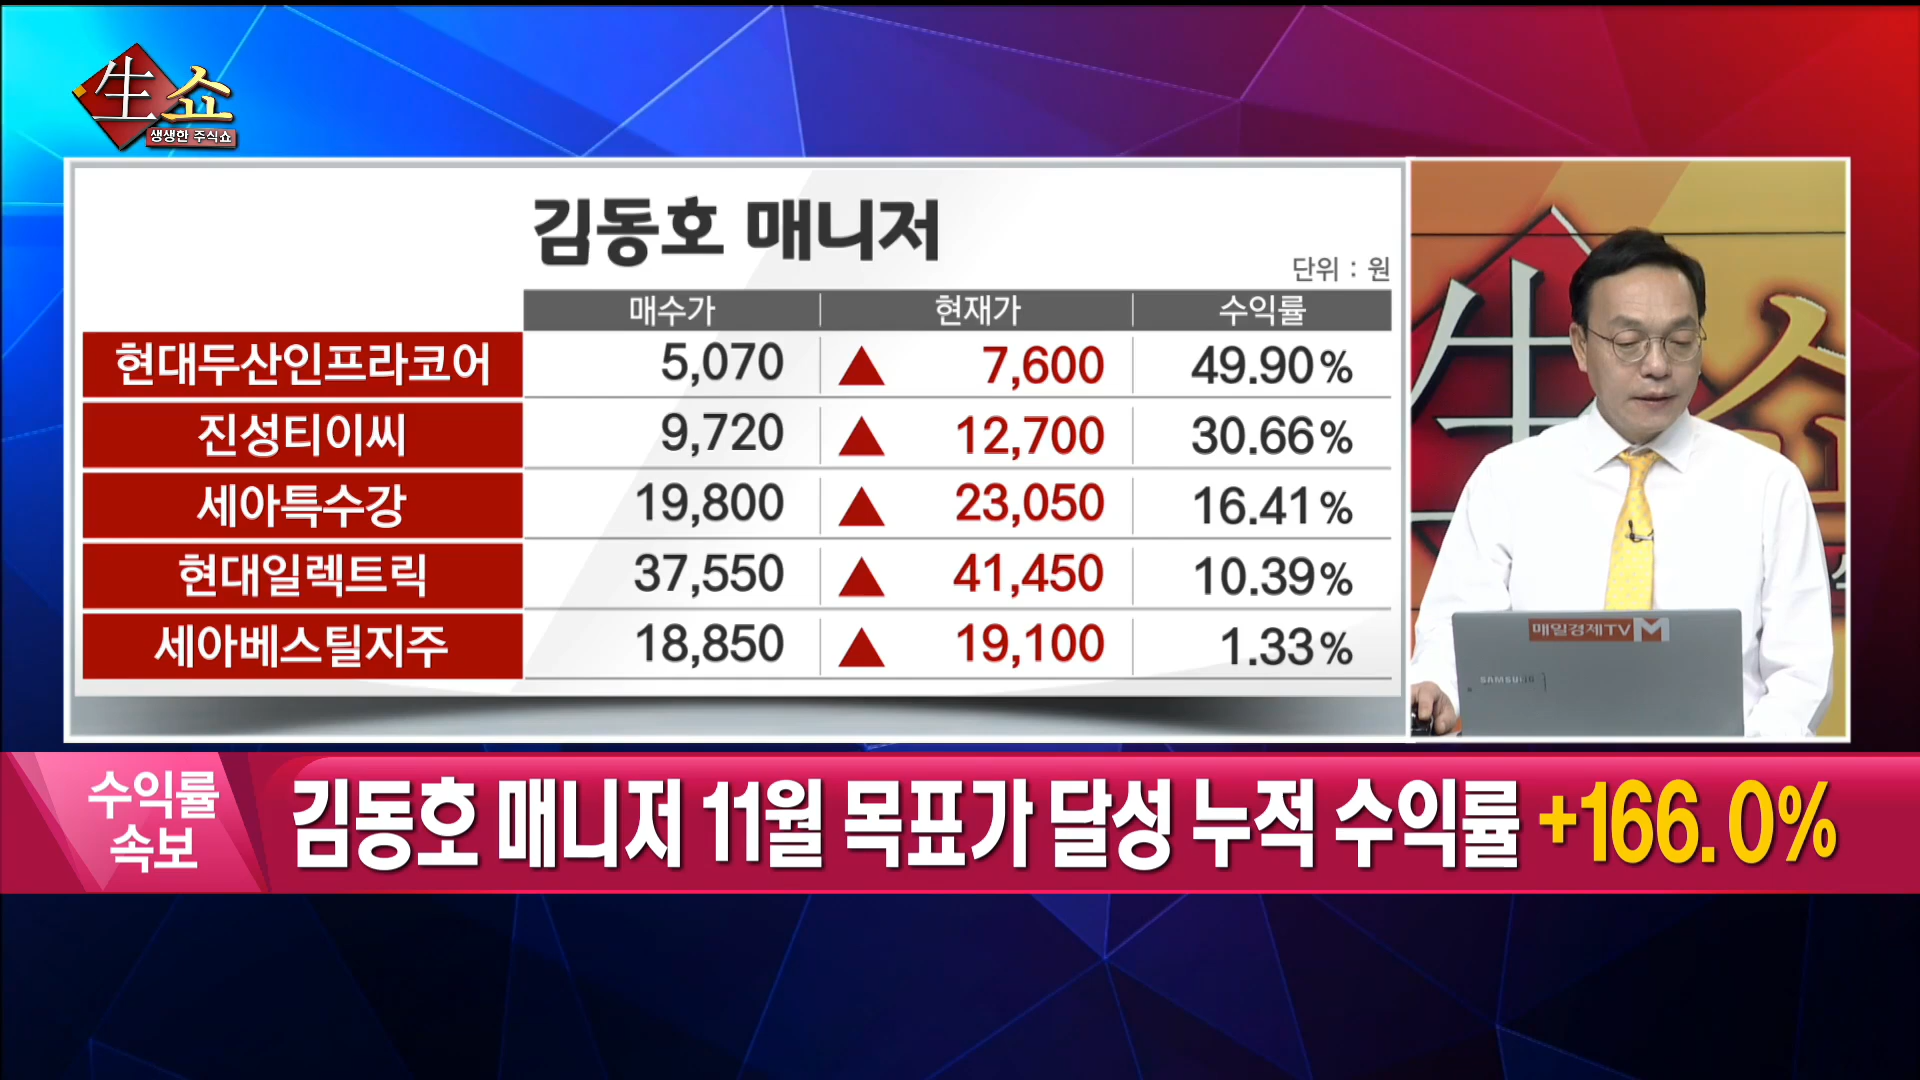 生쇼
생생한 주식쇼
김동호 매니저
단위 : 원
매수가 현재가 수익률
현대두산인프라코어 5,070 ▲ 7,600 49.90%
진성티이씨 9,720 ▲ 12,700 30.66%
세아특수강 19,800 ▲ 23,050 16.41%
현대일렉트릭 37,550 ▲ 41,450 10.39%
세아베스틸지주 18,850 ▲ 19,100 1.33%
生쇼
매일경제TV M
SAMSUNG
수익률
속보
김동호 매니저 11월 목표가 달성 누적 수익률 +166.0%